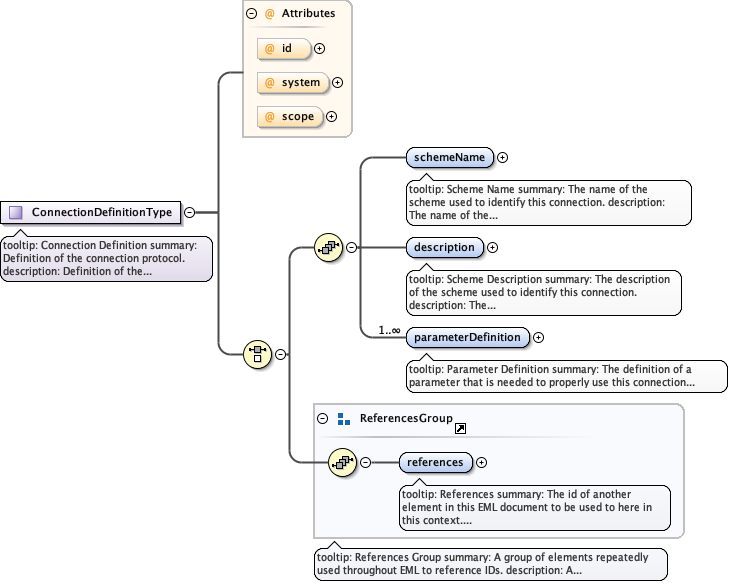 Attributes
@ id
@ system
@ scope
schemeName
tooltip: Scheme Name summary: The name of the
scheme used to identify this connection. description:
The name of the...
ConnectionDefinitionType
tooltip: Connection Definition summary:
Definition of the connection protocol.
description: Definition of the...
description
tooltip: Scheme Description summary: The description
of the scheme used to identify this connection.
description: The...
1..∞
parameterDefinition
tooltip: Parameter Definition summary: The definition of a
parameter that is needed to properly use this connection...
ReferencesGroup
references
tooltip: References summary: The id of another
element in this EML document to be used to here in
this context....
tooltip: References Group summary: A group of elements repeatedly
used throughout EML to reference IDs. description: A...